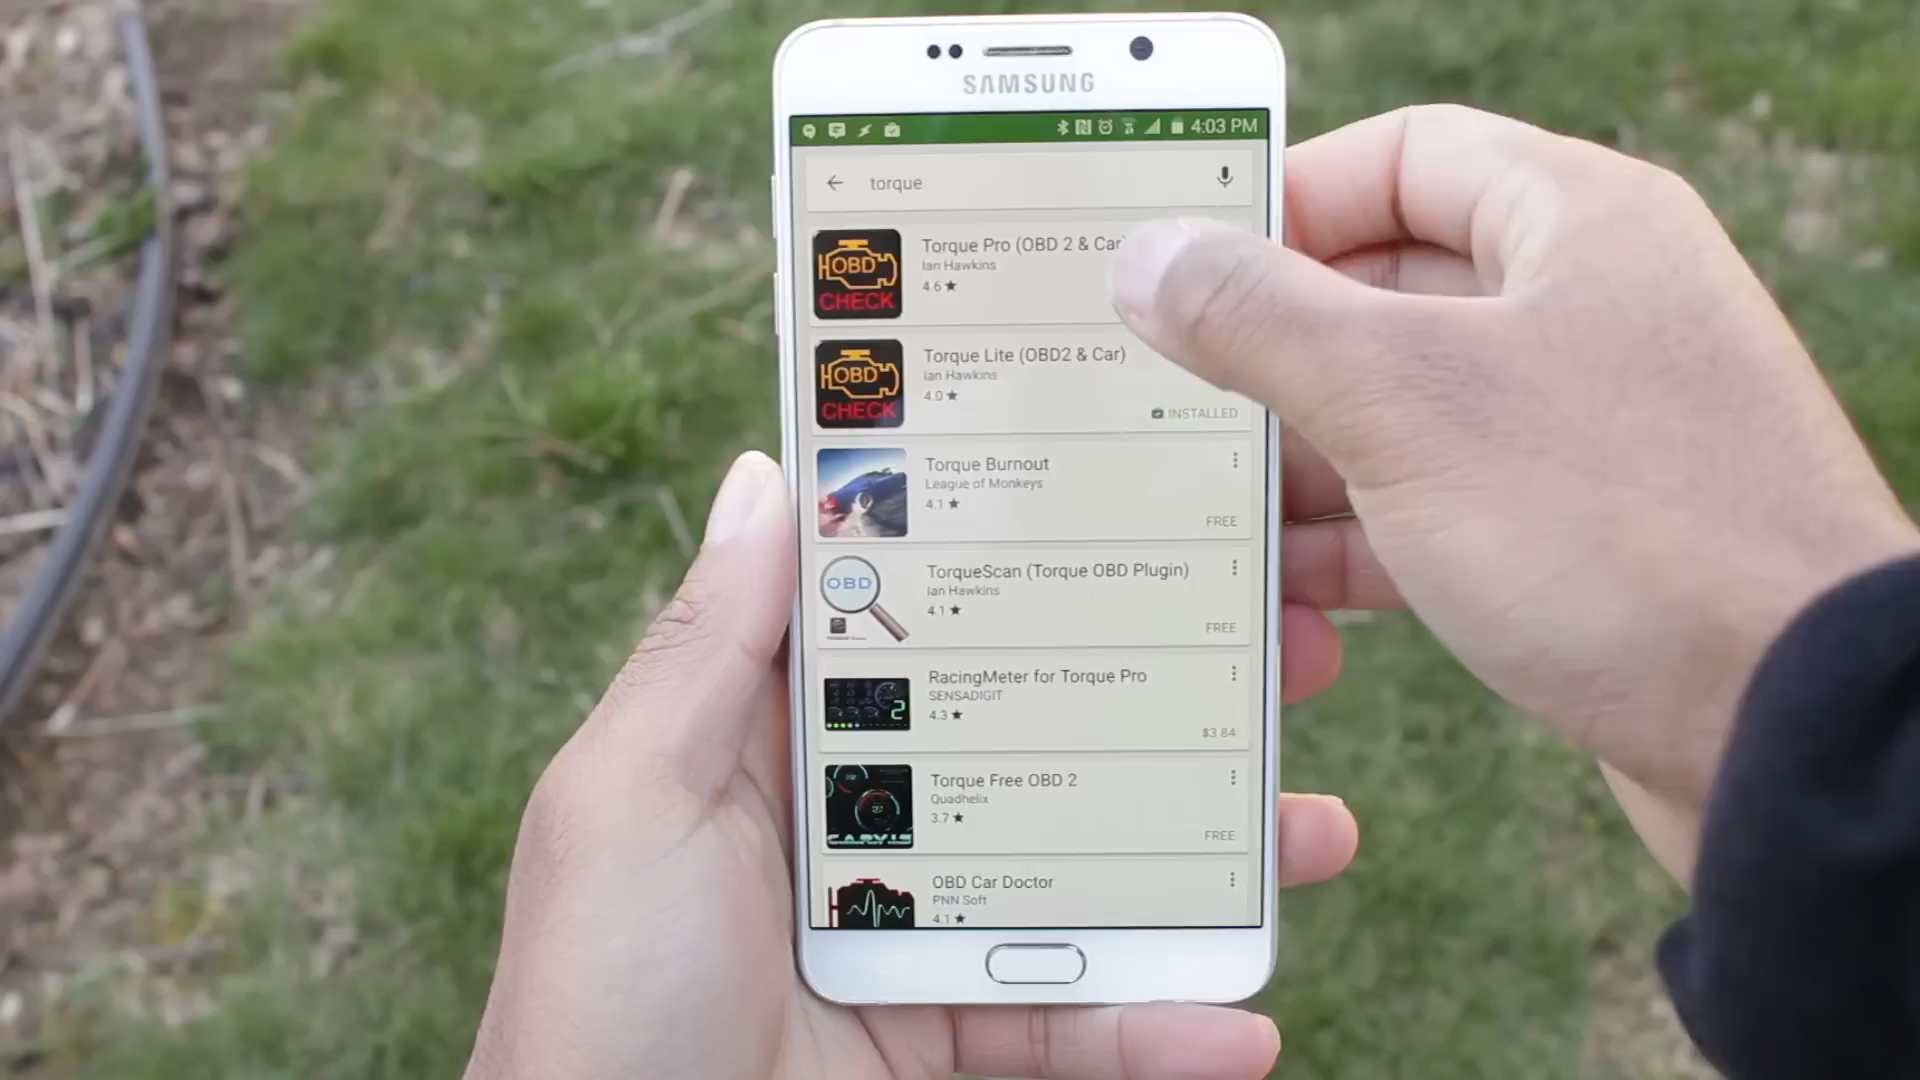 SAMSUNG
4:03 PM
torque
Torque Pro (OBD 2 & Car)
Ian Hawkins
4.6★
OBD
CHECK
Torque Lite (OBD2 & Car)
Ian Hawkins
4.0★
INSTALLED
OBD
CHECK
Torque Burnout
League of Monkeys
4.1★
FREE
TorqueScan (Torque OBD Plugin)
Ian Hawkins
4.1★
FREE
OBD
RacingMeter for Torque Pro
SENSADIGIT
4.3★
$3.84
2
Torque Free OBD 2
Quadhelix
3.7★
FREE
OBD Car Doctor
PNN Soft
4.1★